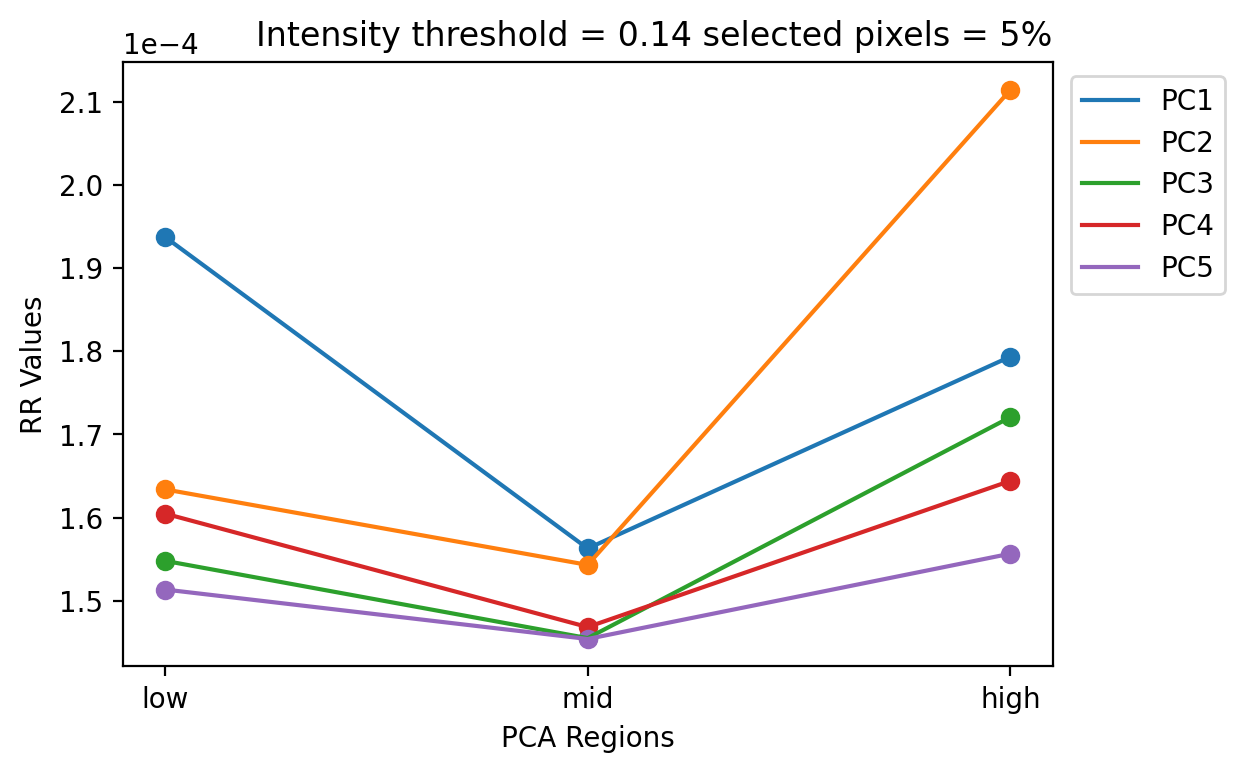 Intensity threshold = 0.14 selected pixels = 5%
1e−4
2.1
2.0
1.9
1.8
1.7
1.6
1.5
RR Values
low mid high
PCA Regions
PC1
PC2
PC3
PC4
PC5